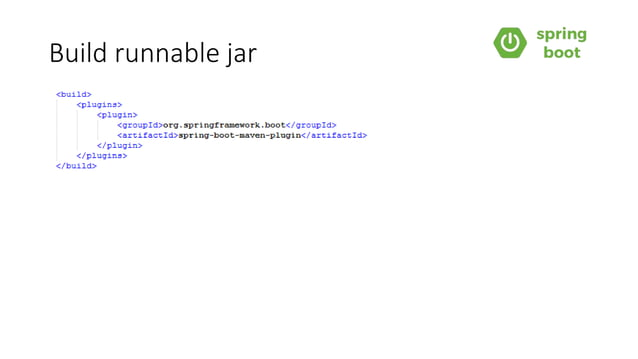 Build runnable jar
spring
boot
<build>
<plugins>
<plugin>
<groupId>org.springframework.boot</groupId>
<artifactId>spring-boot-maven-plugin</artifactId>
</plugin>
</plugins>
</build>